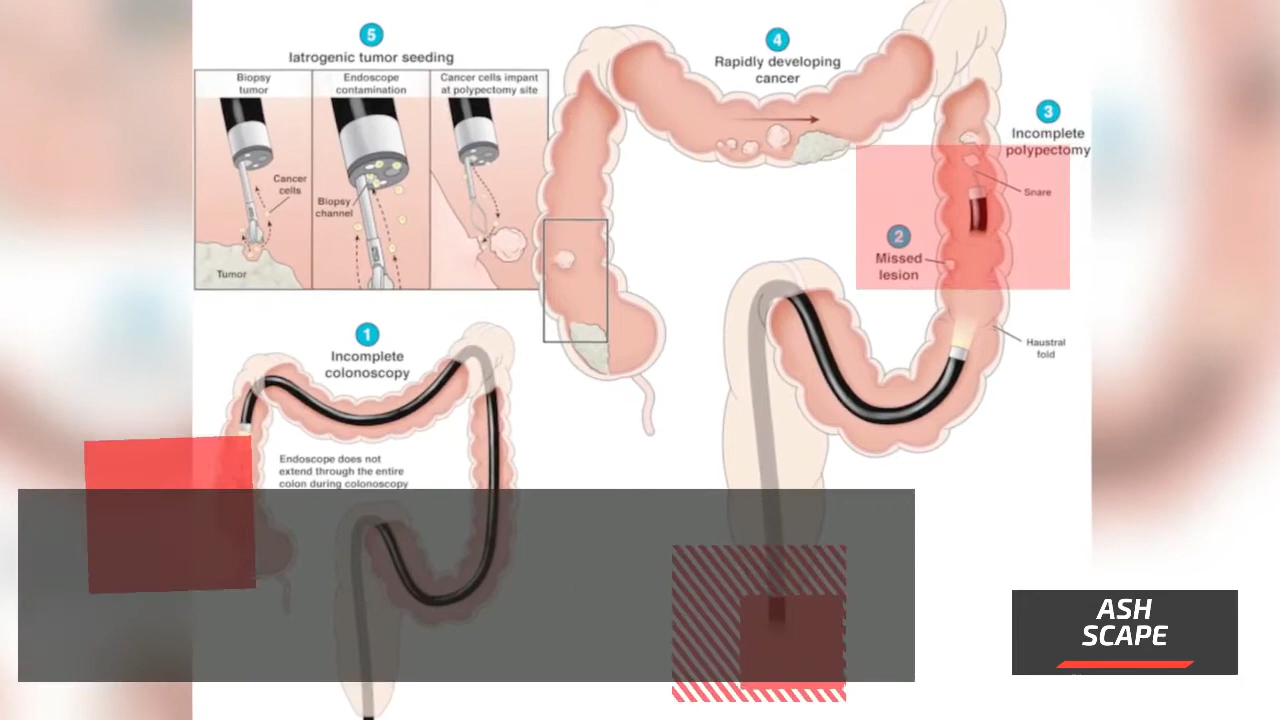 5
Iatrogenic tumor seeding
Biopsy
tumor
Endoscope
contamination
Cancer cells impant
at polypectomy site
Cancer
cells
Biopsy
channel
Tumor
4
Rapidly developing
cancer
3
Incomplete
polypectomy
Snare
2
Missed
lesion
Haustral
fold
1
Incomplete
colonoscopy
Endoscope does not
extend through the entire
colon during colonoscopy
ASH
SCAPE